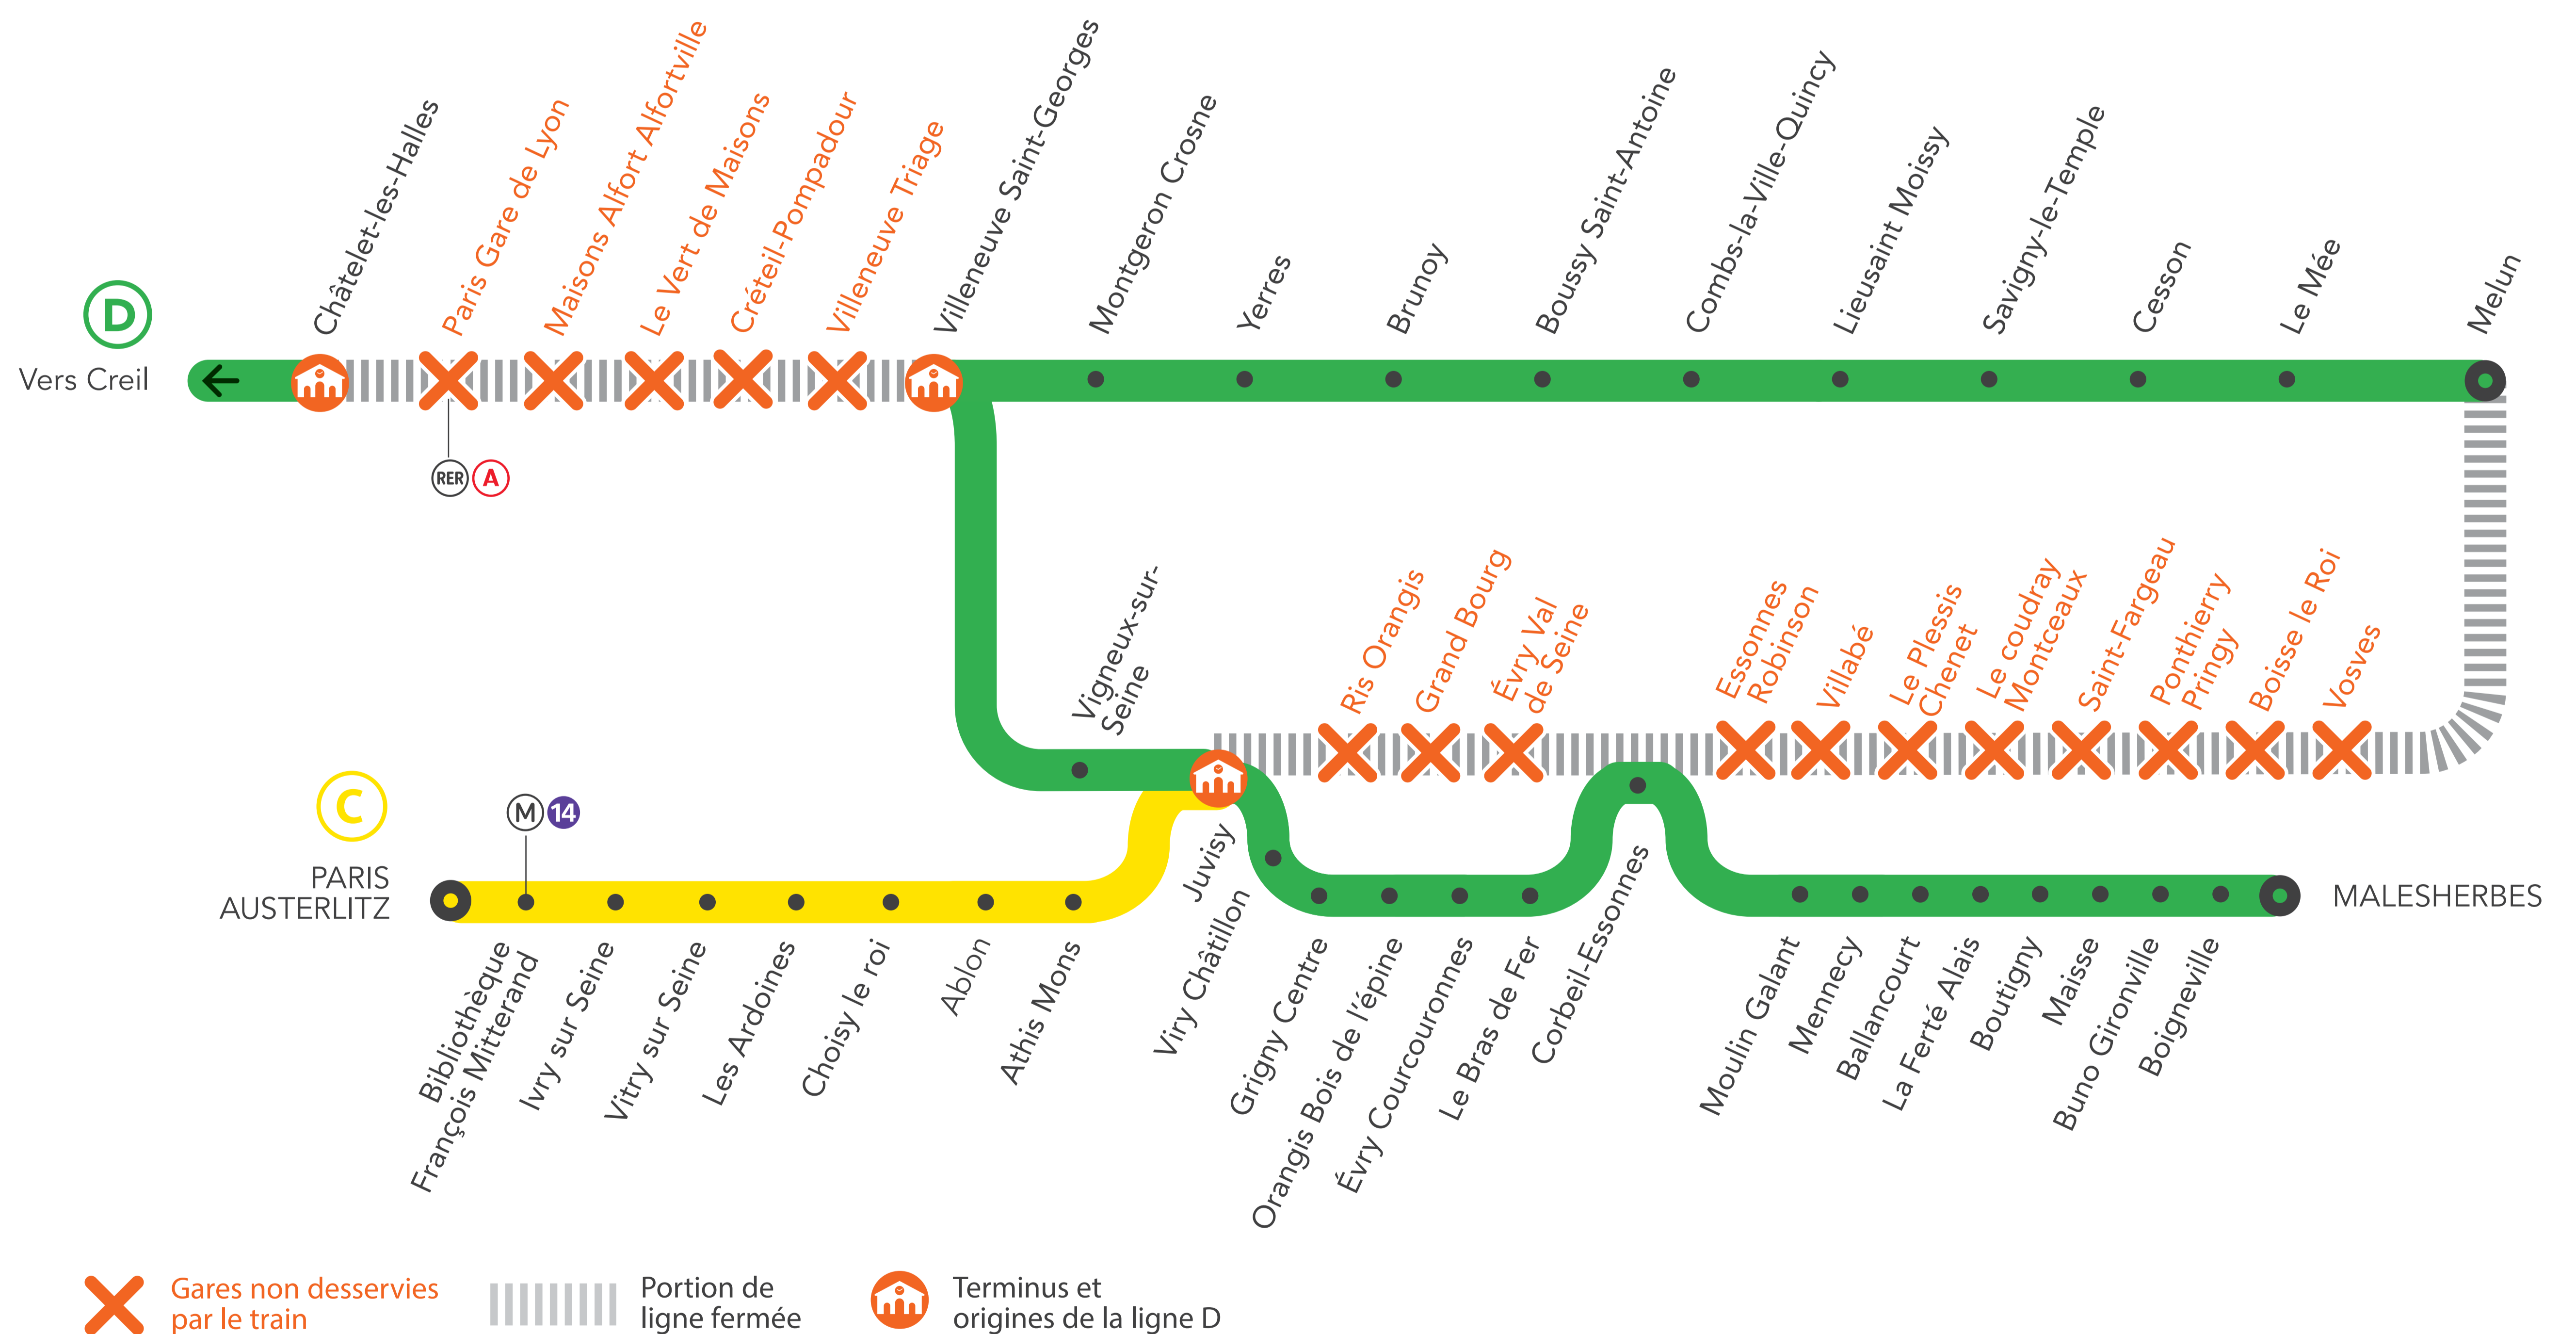 Châtelet-les-Halles
Paris Gare de Lyon
Maisons Alfort Alfortville
Le Vert de Maisons
Créteil-Pompadour
Villeneuve Triage
Villeneuve Saint-Georges
Montgeron Crosne
Yerres
Brunoy
Boussy Saint-Antoine
Combs-la-Ville-Quincy
Lieusaint Moissy
Savigny-le-Temple
Cesson
Le Mée
Melun
D
Vers Creil
RER A
Vigneux-sur-
Seine
Ris Orangis
Grand Bourg
Évry Val
de Seine
Essonnes
Robinson
Villabé
Le Plessis
Chenet
Le coudray
Montceaux
Saint-Fargeau
Ponthierry
Pringy
Boisse le Roi
Vosves
C
M 14
PARIS
AUSTERLITZ
MALESHERBES
Bibliothèque
François Mitterand
Ivry sur Seine
Vitry sur Seine
Les Ardoines
Choisy le roi
Ablon
Athis Mons
Juvisy
Viry Châtillon
Grigny Centre
Orangis Bois de l'épine
Évry Courcouronnes
Le Bras de Fer
Corbeil-Essonnes
Moulin Galant
Mennecy
Ballancourt
La Ferté Alais
Boutigny
Maisse
Buno Gironville
Boigneville
Gares non desservies
par le train
Portion de
ligne fermée
Terminus et
origines de la ligne D